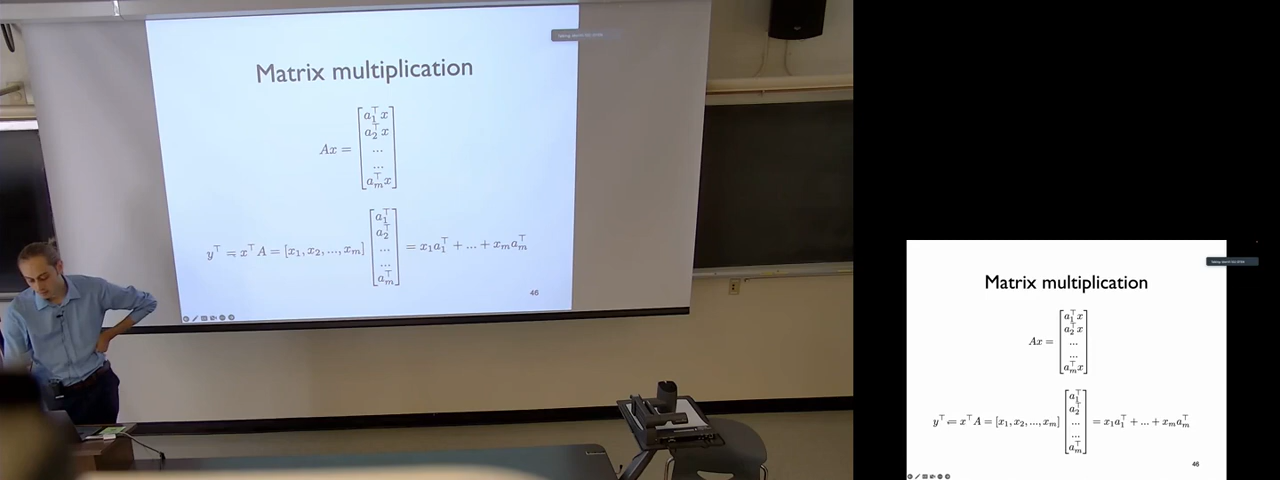 Matrix multiplication
Ax = [a₁ᵀx
a₂ᵀx
...
...
aₘᵀx]
yᵀ = xᵀA = [x₁, x₂, ..., xₘ] [a₁ᵀ
a₂ᵀ
...
...
aₘᵀ] = x₁a₁ᵀ + ... + xₘaₘᵀ
46
Matrix multiplication
Ax = [a₁ᵀx
a₂ᵀx
...
...
aₘᵀx]
yᵀ = xᵀA = [x₁, x₂, ..., xₘ] [a₁ᵀ
a₂ᵀ
...
...
aₘᵀ] = x₁a₁ᵀ + ... + xₘaₘᵀ
46